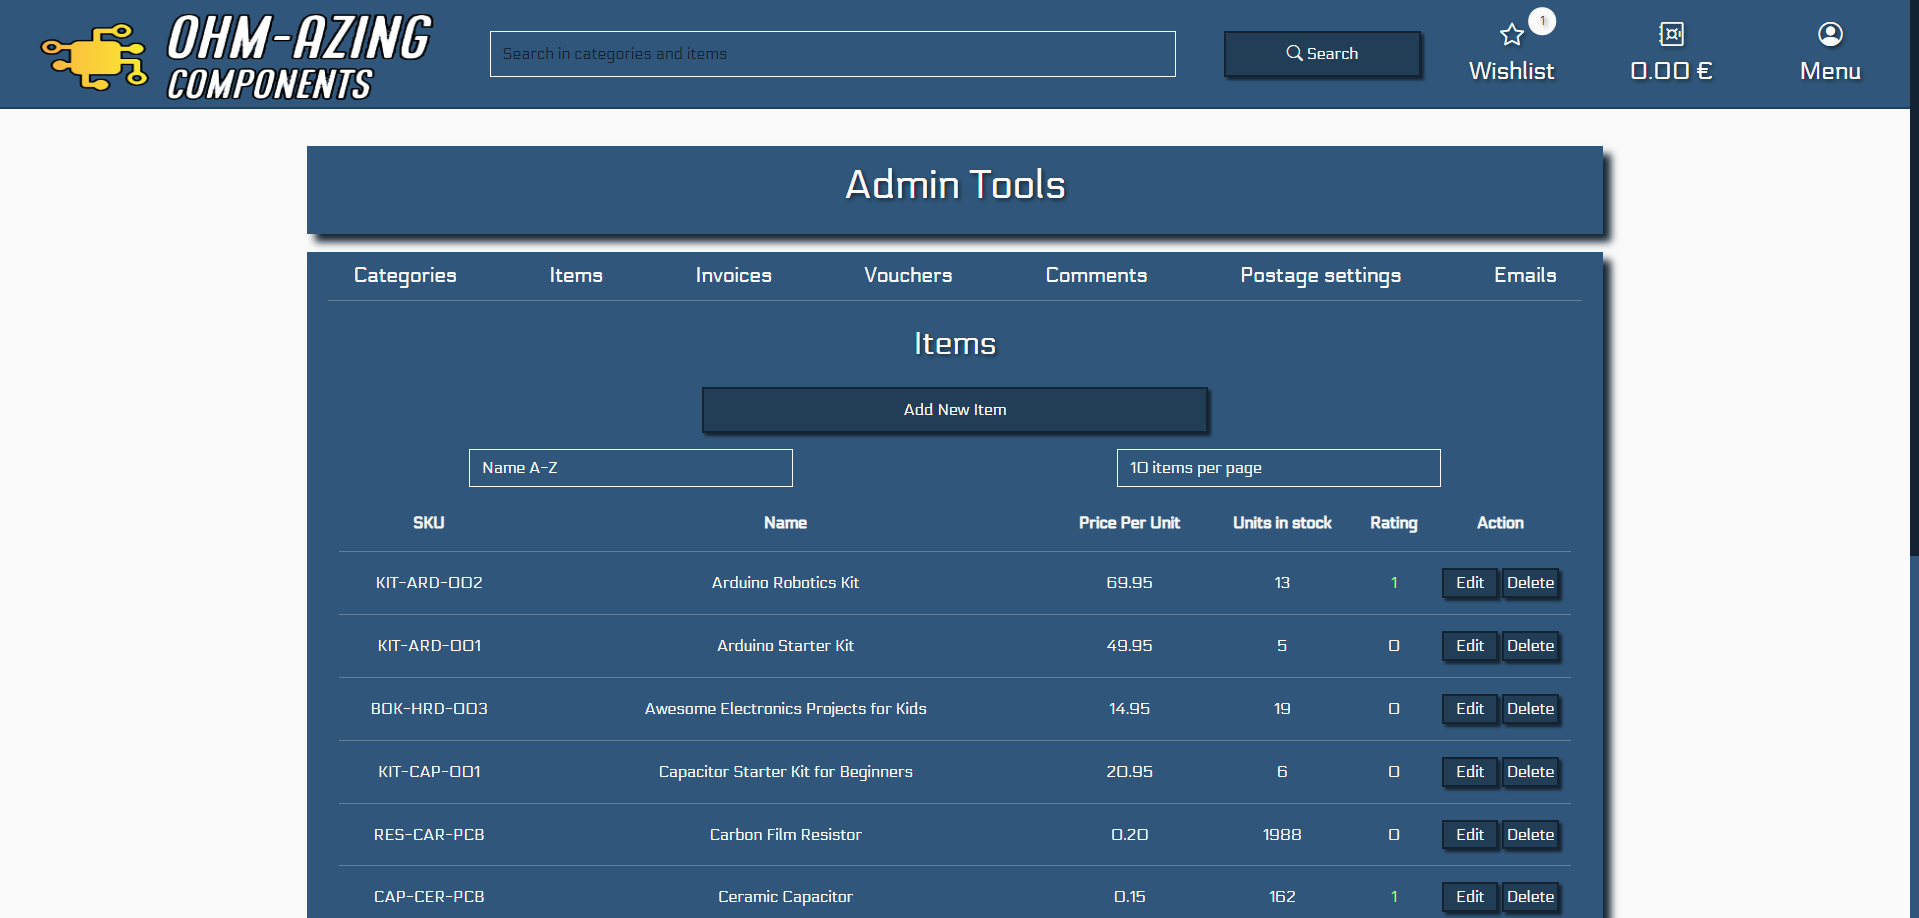 OHM-AZING
COMPONENTS
Search in categories and items
Search
1
Wishlist
0.00 €
Menu
Admin Tools
Categories Items Invoices Vouchers Comments Postage settings Emails
Items
Add New Item
Name A-Z 10 items per page
SKU Name Price Per Unit Units in stock Rating Action
KIT-ARD-002 Arduino Robotics Kit 69.95 13 1 Edit Delete
KIT-ARD-001 Arduino Starter Kit 49.95 5 0 Edit Delete
BOK-HRD-003 Awesome Electronics Projects for Kids 14.95 19 0 Edit Delete
KIT-CAP-001 Capacitor Starter Kit for Beginners 20.95 6 0 Edit Delete
RES-CAR-PCB Carbon Film Resistor 0.20 1988 0 Edit Delete
CAP-CER-PCB Ceramic Capacitor 0.15 162 1 Edit Delete